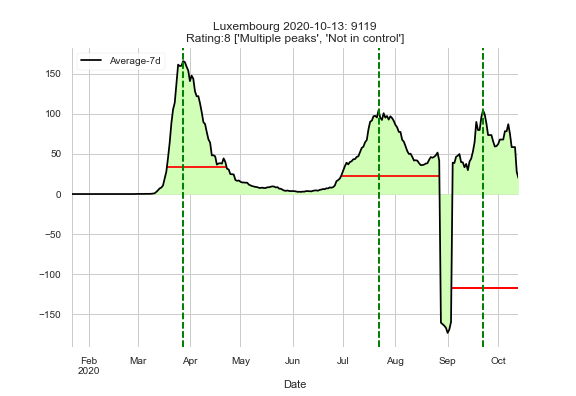 Luxembourg 2020-10-13: 9119
Rating:8 ['Multiple peaks', 'Not in control']
Average-7d
150
100
50
0
−50
−100
−150
Feb Mar Apr May Jun Jul Aug Sep Oct
2020
Date